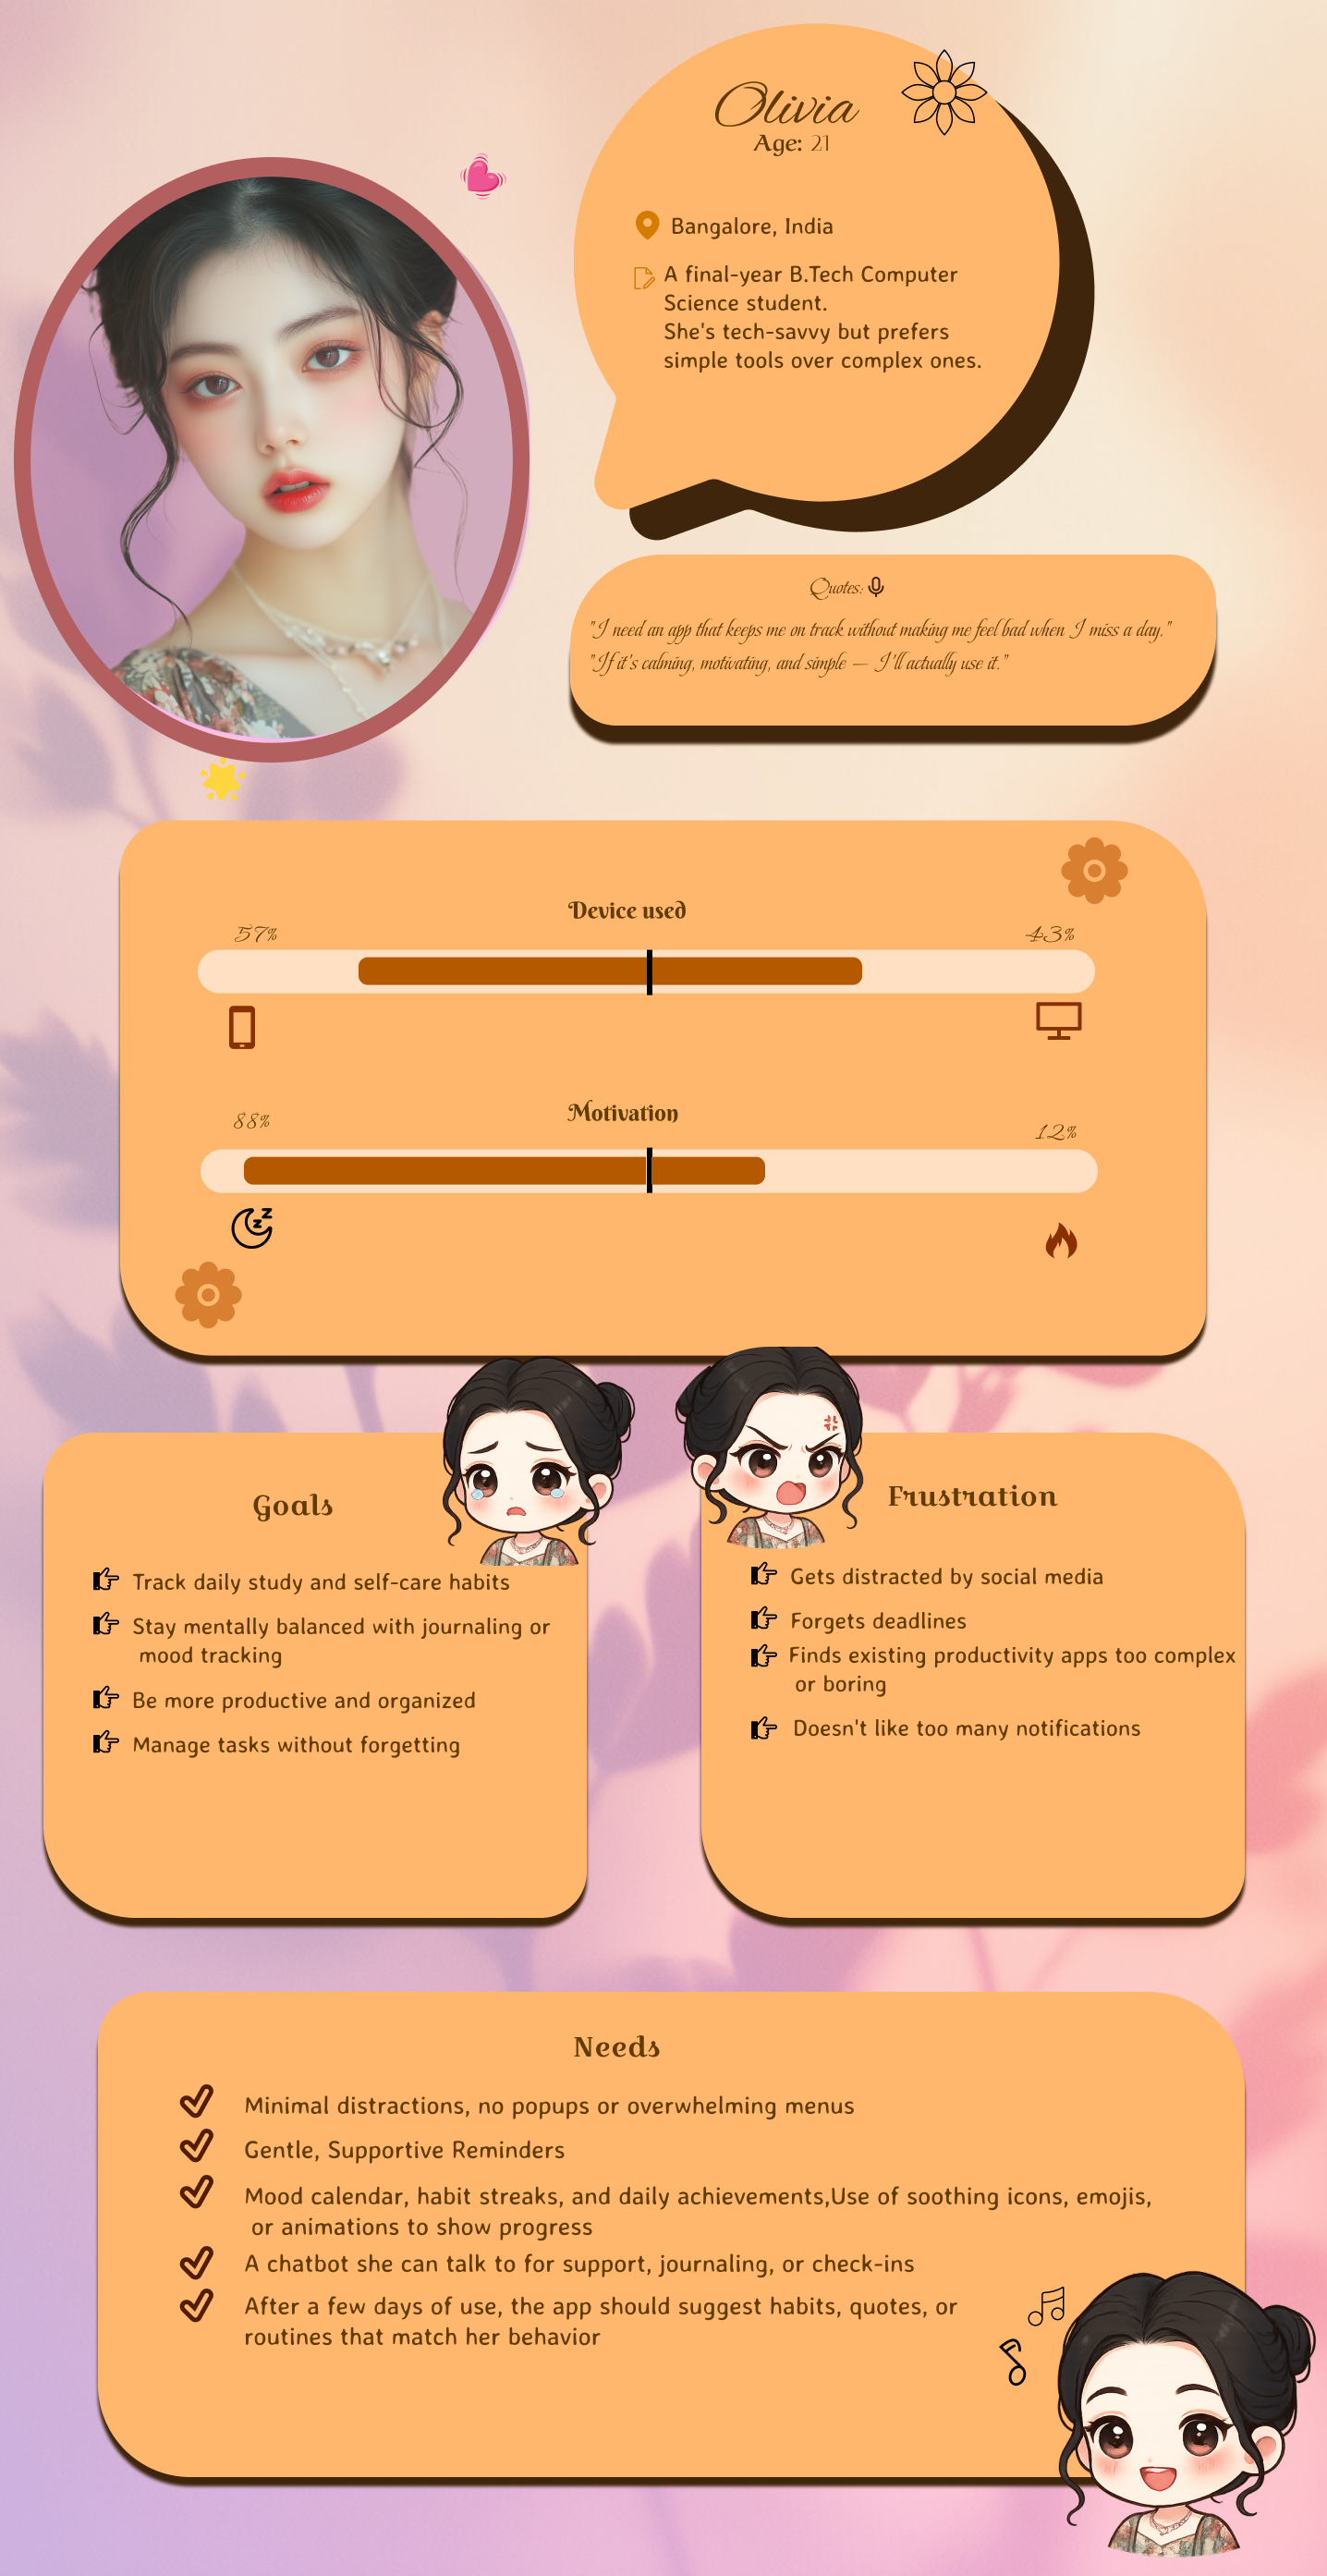 Olivia
Age: 21
Bangalore, India
A final-year B.Tech Computer
Science student.
She's tech-savvy but prefers
simple tools over complex ones.
Quotes:
"I need an app that keeps me on track without making me feel bad when I miss a day."
"If it's calming, motivating, and simple — I'll actually use it."
Device used
57%
43%
Motivation
88%
12%
Goals
Track daily study and self-care habits
Stay mentally balanced with journaling or
mood tracking
Be more productive and organized
Manage tasks without forgetting
Frustration
Gets distracted by social media
Forgets deadlines
Finds existing productivity apps too complex
or boring
Doesn't like too many notifications
Needs
Minimal distractions, no popups or overwhelming menus
Gentle, Supportive Reminders
Mood calendar, habit streaks, and daily achievements,Use of soothing icons, emojis,
or animations to show progress
A chatbot she can talk to for support, journaling, or check-ins
After a few days of use, the app should suggest habits, quotes, or
routines that match her behavior